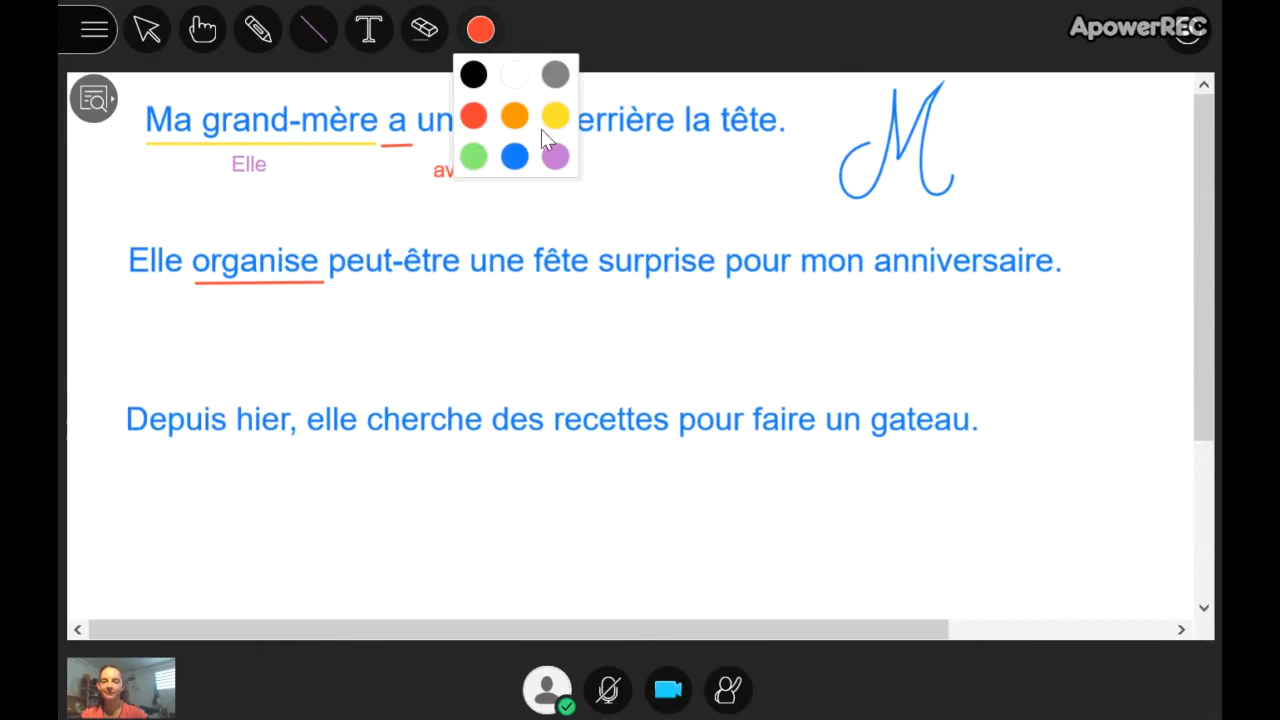 ApowerREC
Ma grand-mère a un errière la tête.
M
Elle
av
Elle organise peut-être une fête surprise pour mon anniversaire.
Depuis hier, elle cherche des recettes pour faire un gateau.